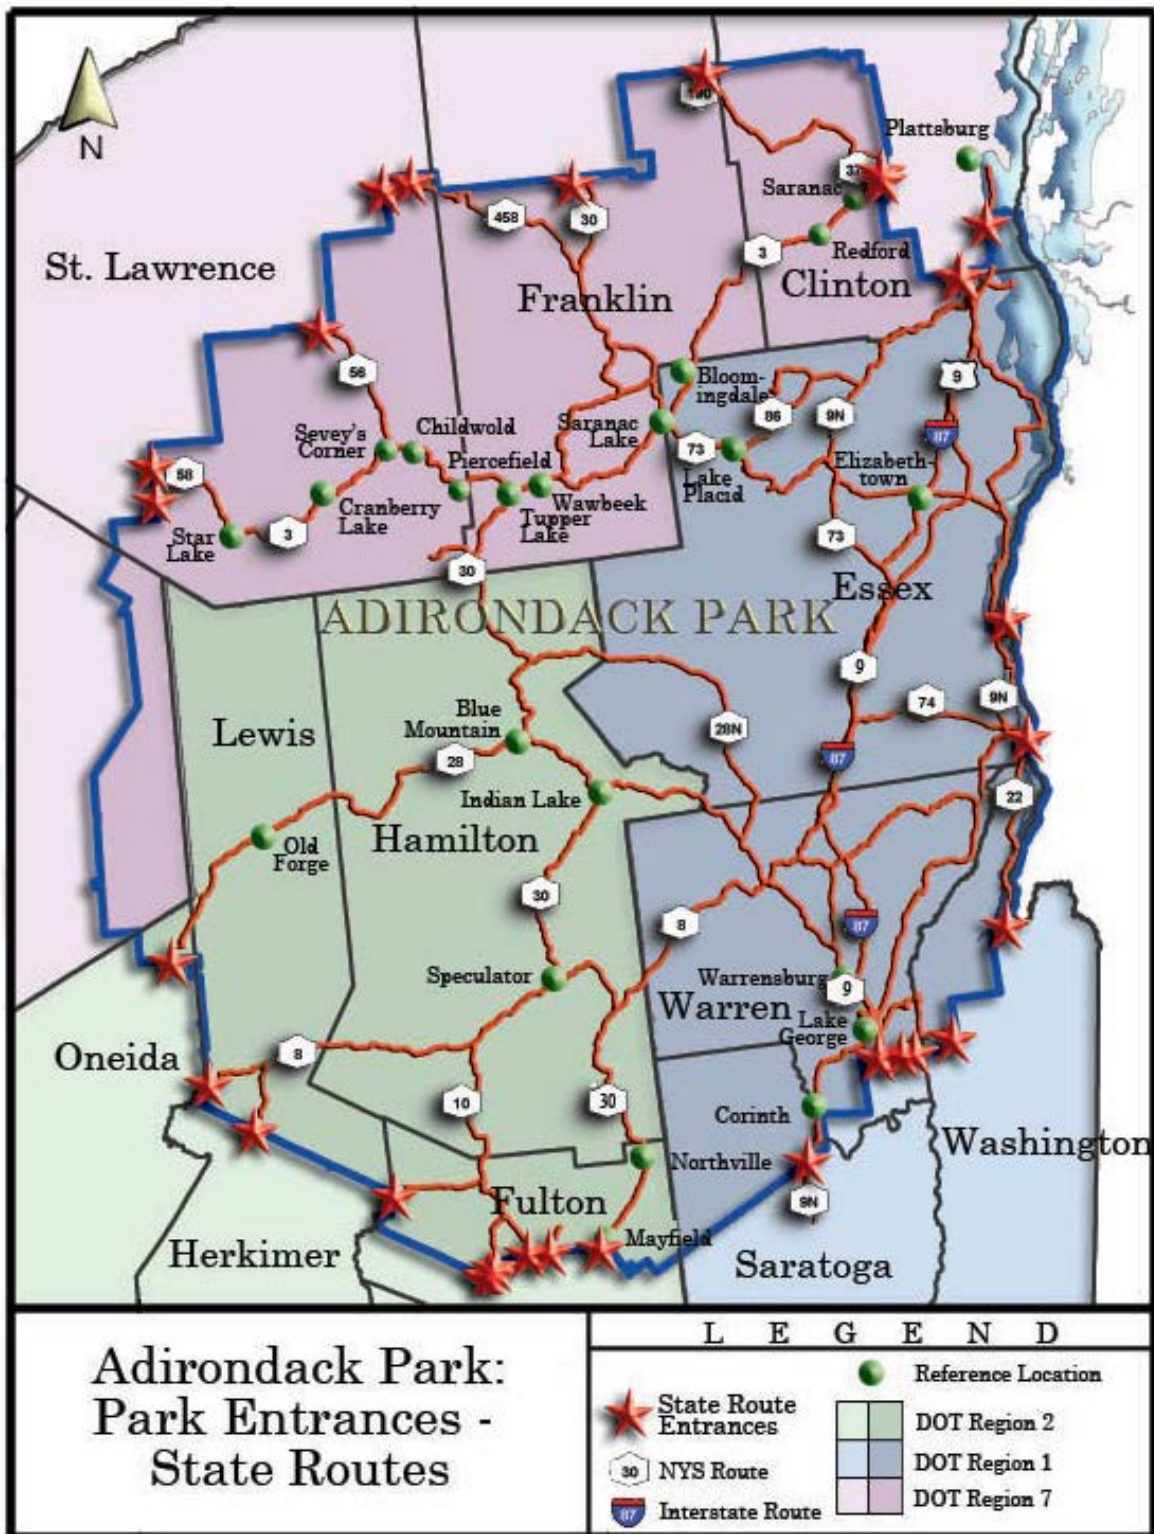 N
190
Plattsburg
37
Saranac
458
30
Redford
3
St. Lawrence
Franklin
Clinton
56
Bloom-
ingdale
9
86
9N
Saranac
Lake
Sevey's
Corner
Childwold
87
73
Piercefield
Elizabeth-
town
58
Lake
Placid
Cranberry
Lake
Wawbeek
Tupper
Lake
Star
Lake
3
73
30
Essex
ADIRONDACK PARK
9
9N
74
Blue
Mountain
Lewis
28N
28
87
Indian Lake
22
Hamilton
Old
Forge
30
8
87
Speculator
Warrensburg
9
Warren
Lake
George
Oneida
8
10
30
Corinth
Washington
Northville
9N
Fulton
Mayfield
Herkimer
Saratoga
Adirondack Park:
Park Entrances -
State Routes
LEGEND
Reference Location
State Route
Entrances
DOT Region 2
30 NYS Route
DOT Region 1
87 Interstate Route
DOT Region 7